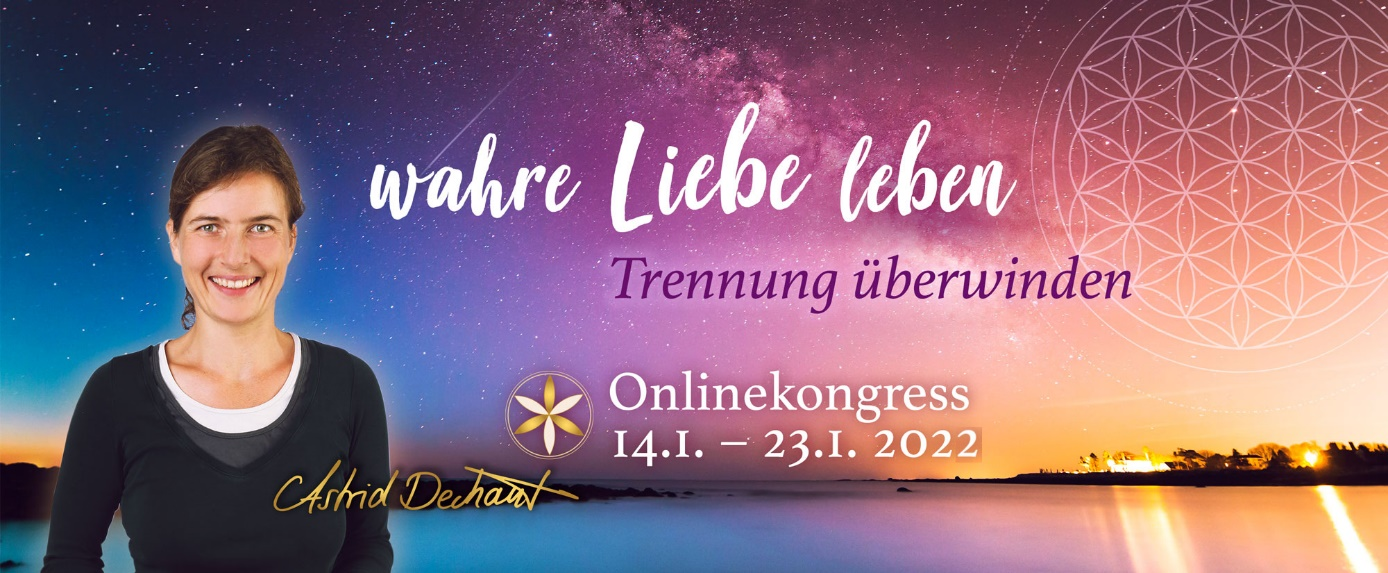 wahre Liebe leben
Trennung überwinden
Onlinekongress
14.1. – 23.1. 2022
Astrid Dechant